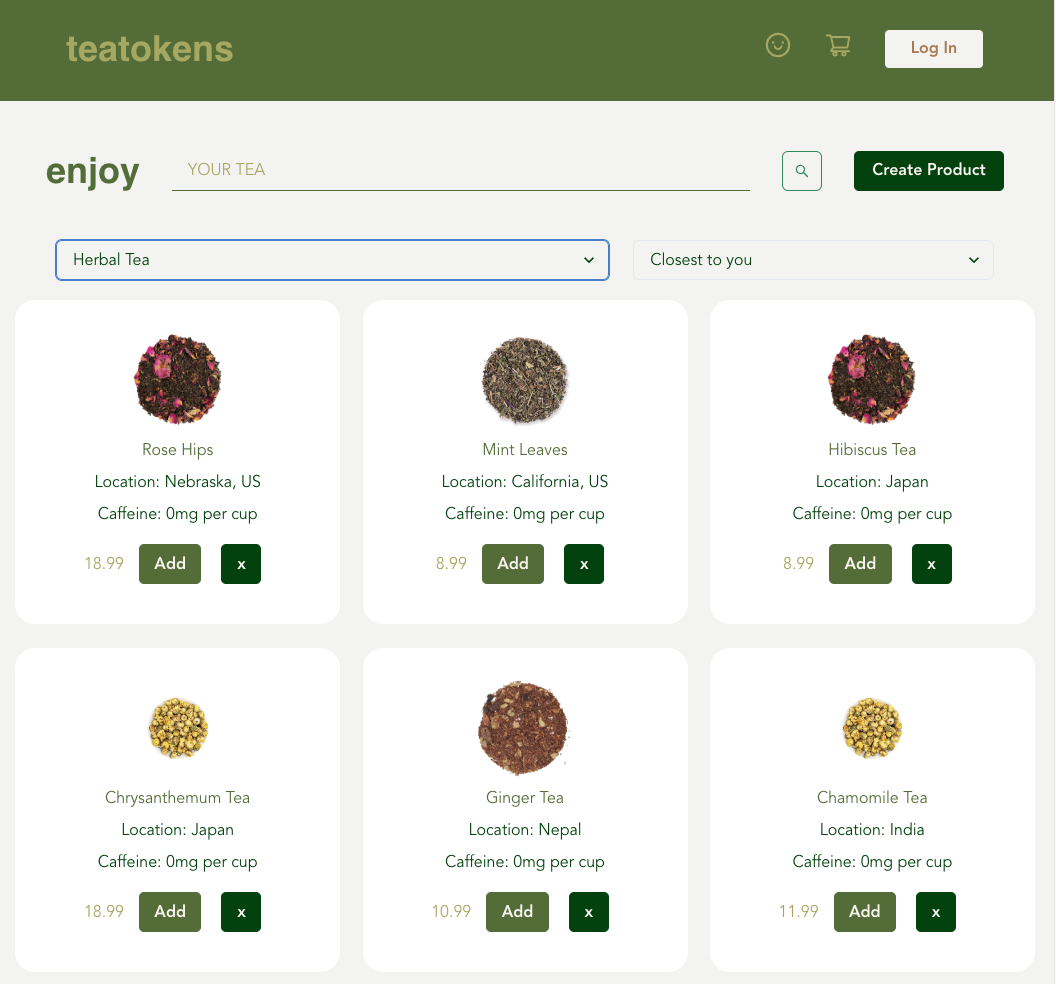 teatokens
Log In
enjoy
YOUR TEA
Create Product
Herbal Tea
Closest to you
Rose Hips
Location: Nebraska, US
Caffeine: 0mg per cup
18.99 Add x
Mint Leaves
Location: California, US
Caffeine: 0mg per cup
8.99 Add x
Hibiscus Tea
Location: Japan
Caffeine: 0mg per cup
8.99 Add x
Chrysanthemum Tea
Location: Japan
Caffeine: 0mg per cup
18.99 Add x
Ginger Tea
Location: Nepal
Caffeine: 0mg per cup
10.99 Add x
Chamomile Tea
Location: India
Caffeine: 0mg per cup
11.99 Add x